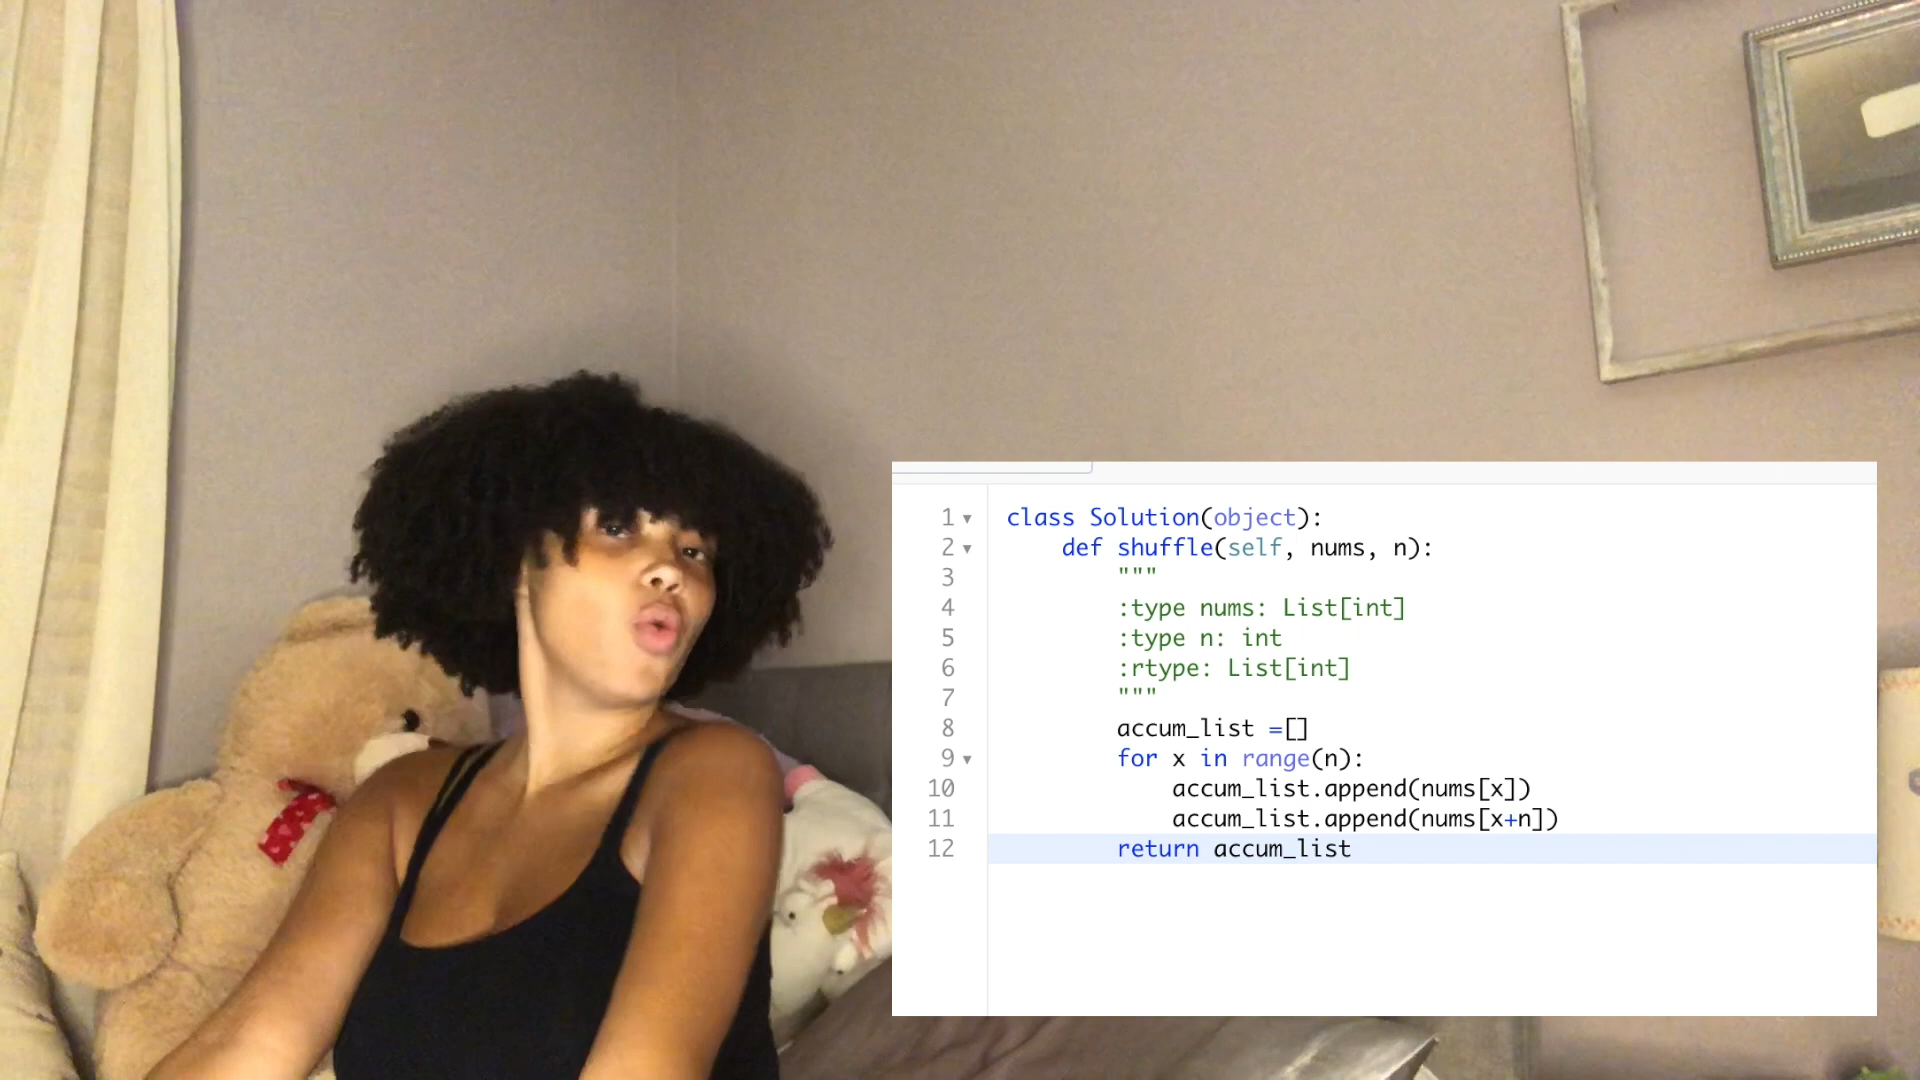 1 class Solution(object):
2 def shuffle(self, nums, n):
3 """
4 :type nums: List[int]
5 :type n: int
6 :rtype: List[int]
7 """
8 accum_list =[]
9 for x in range(n):
10 accum_list.append(nums[x])
11 accum_list.append(nums[x+n])
12 return accum_list